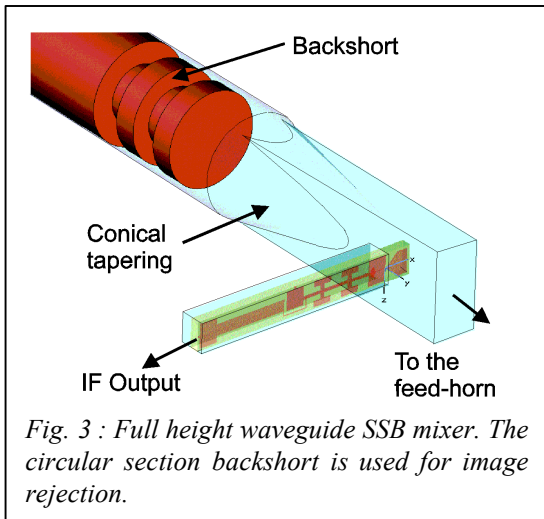 Backshort
Conical
tapering
x
y
z
To the
feed-horn
IF Output
Fig. 3 : Full height waveguide SSB mixer. The
circular section backshort is used for image
rejection.